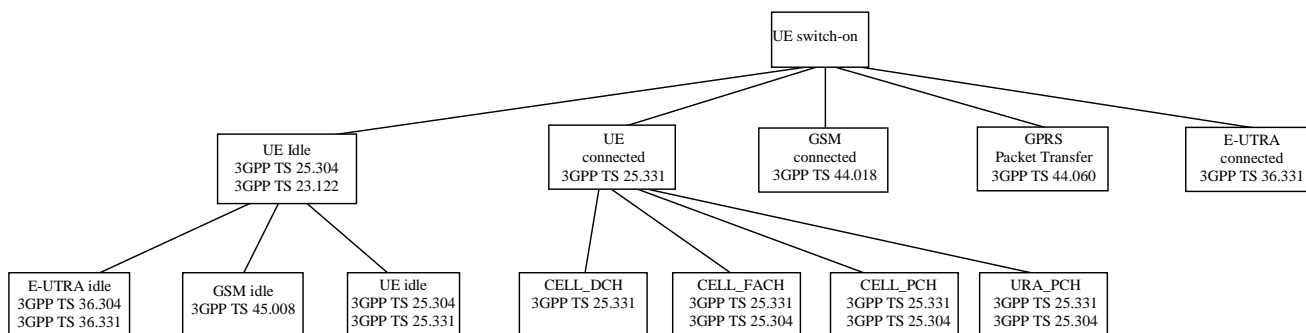 UE switch-on
UE Idle
3GPP TS 25.304
3GPP TS 23.122
UE
connected
3GPP TS 25.331
GSM
connected
3GPP TS 44.018
GPRS
Packet Transfer
3GPP TS 44.060
E-UTRA
connected
3GPP TS 36.331
E-UTRA idle
3GPP TS 36.304
3GPP TS 36.331
GSM idle
3GPP TS 45.008
UE idle
3GPP TS 25.304
3GPP TS 25.331
CELL_DCH
3GPP TS 25.331
CELL_FACH
3GPP TS 25.331
3GPP TS 25.304
CELL_PCH
3GPP TS 25.331
3GPP TS 25.304
URA_PCH
3GPP TS 25.331
3GPP TS 25.304